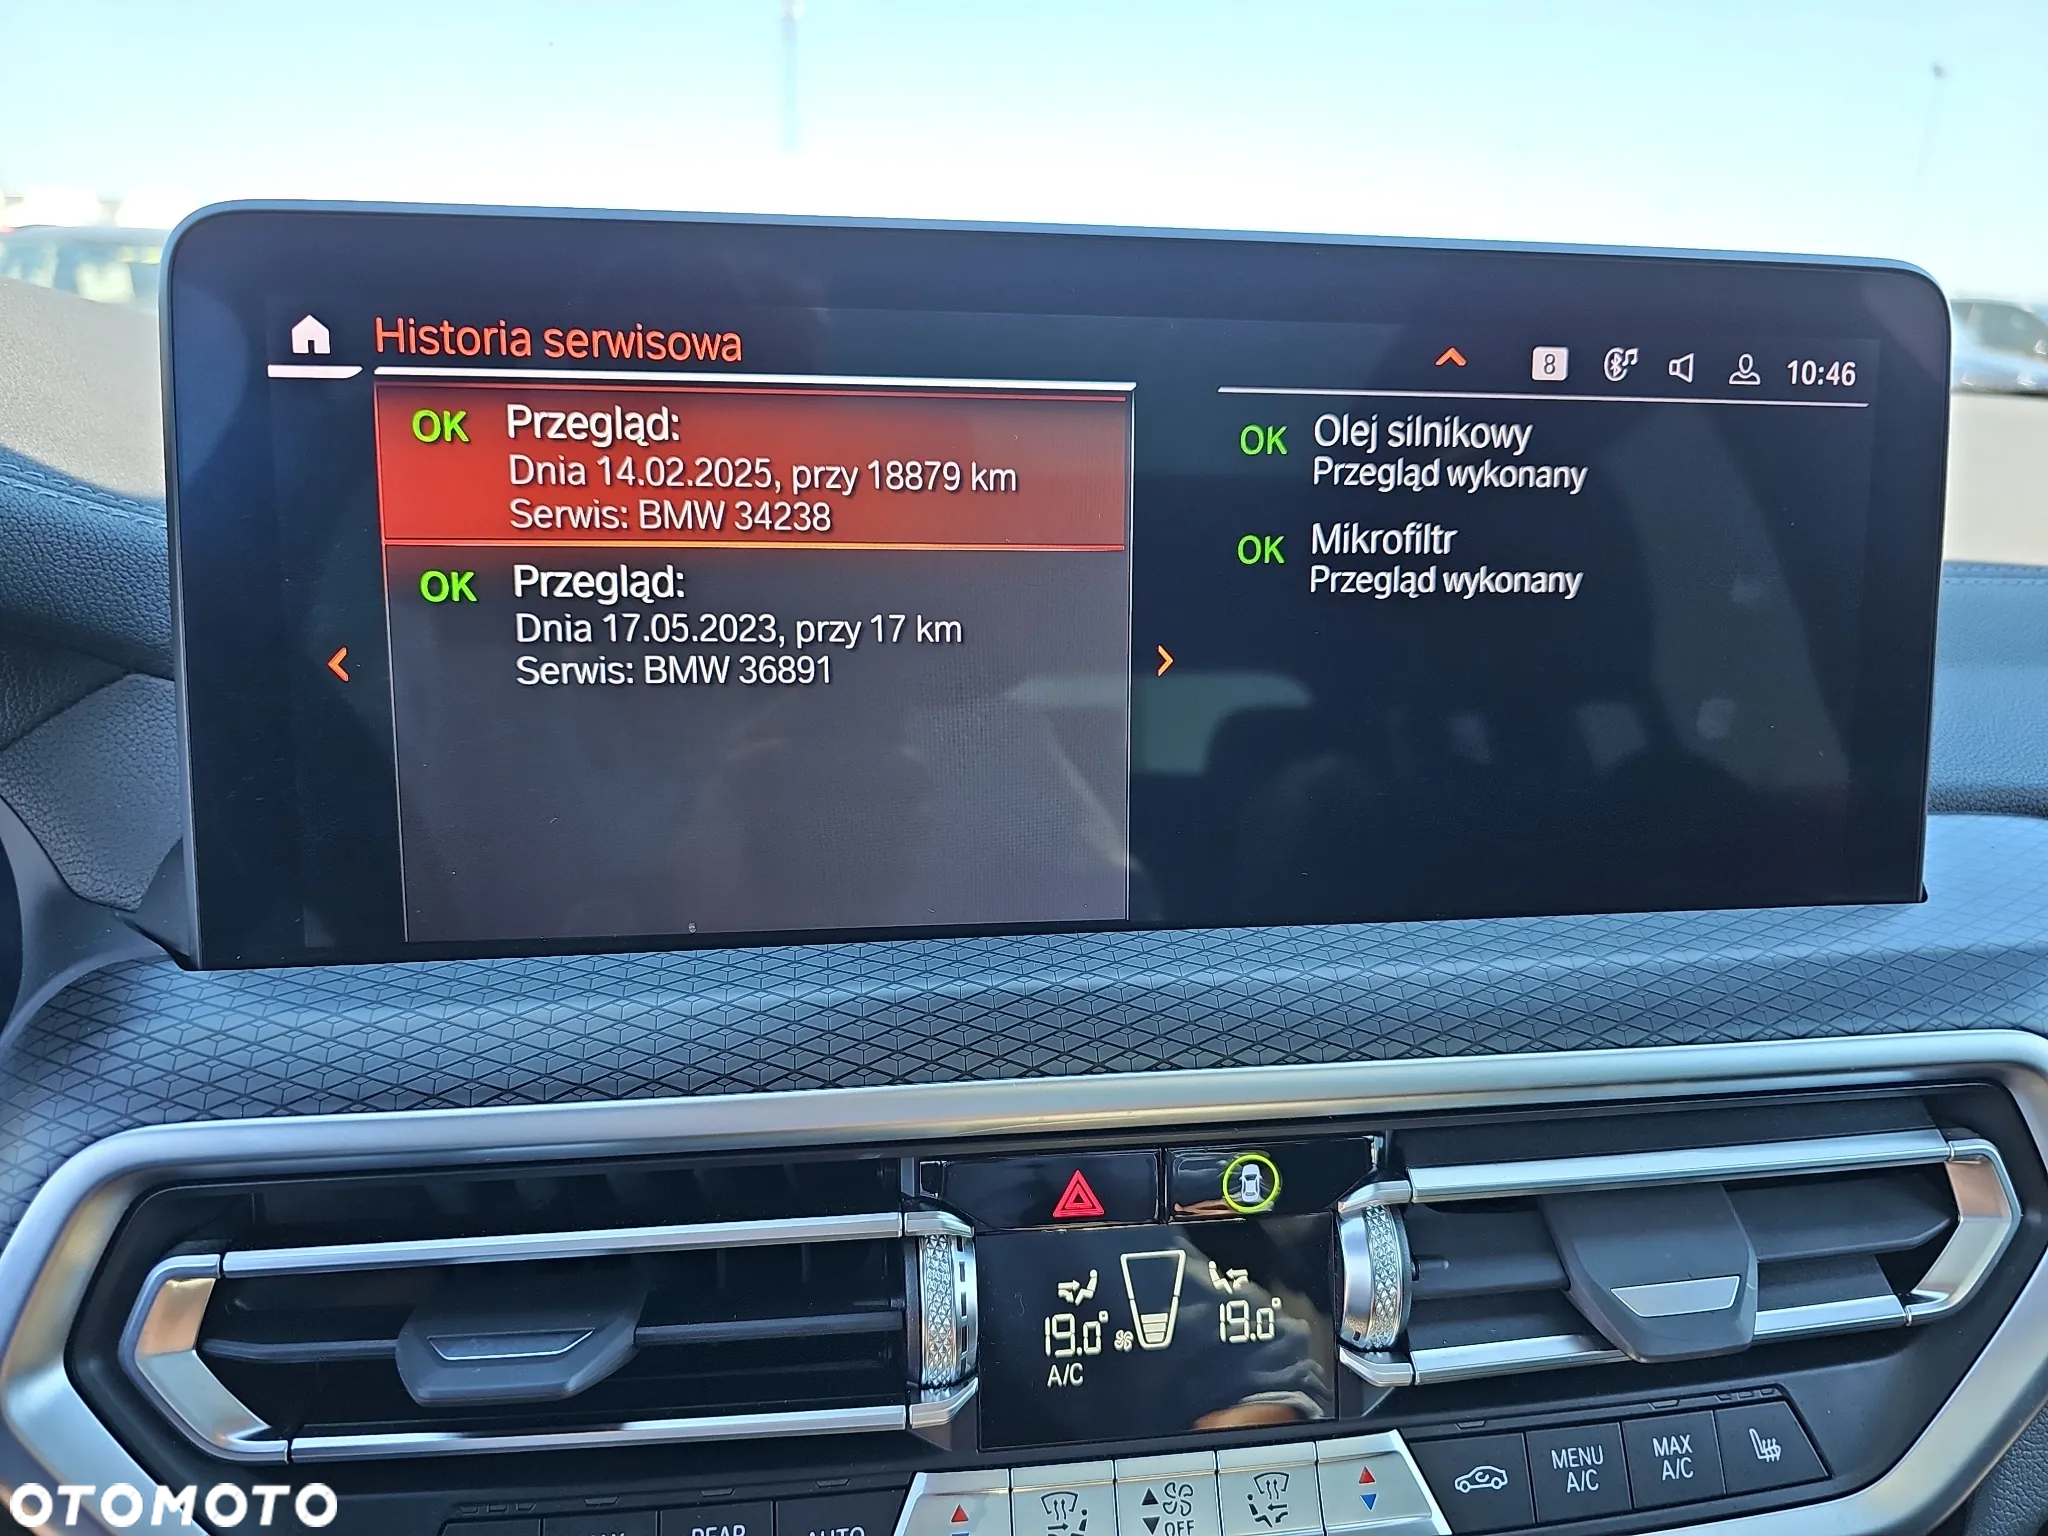 Historia serwisowa
8
10:46
OK Przegląd:
Dnia 14.02.2025, przy 18879 km
Serwis: BMW 34238
OK Przegląd:
Dnia 17.05.2023, przy 17 km
Serwis: BMW 36891
OK Olej silnikowy
Przegląd wykonany
OK Mikrofiltr
Przegląd wykonany
19.0°
19.0°
A/C
MENU
A/C
MAX
A/C
OFF
REAR
AUTO
OTOMOTO